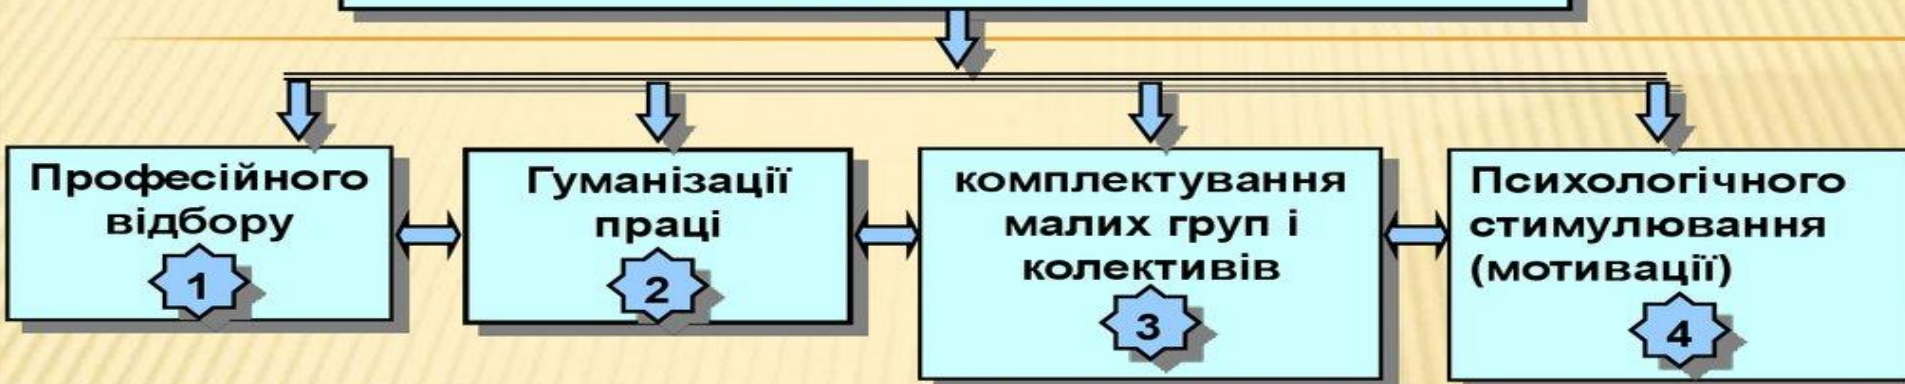 Професійного
відбору
1
Гуманізації
праці
2
комплектування
малих груп і
колективів
3
Психологічного
стимулювання
(мотивації)
4